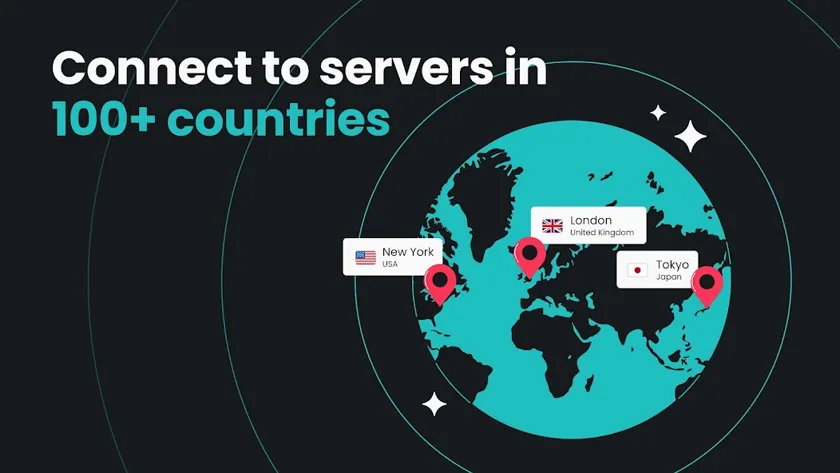 Connect to servers in
100+ countries
London
United Kingdom
New York
USA
Tokyo
Japan